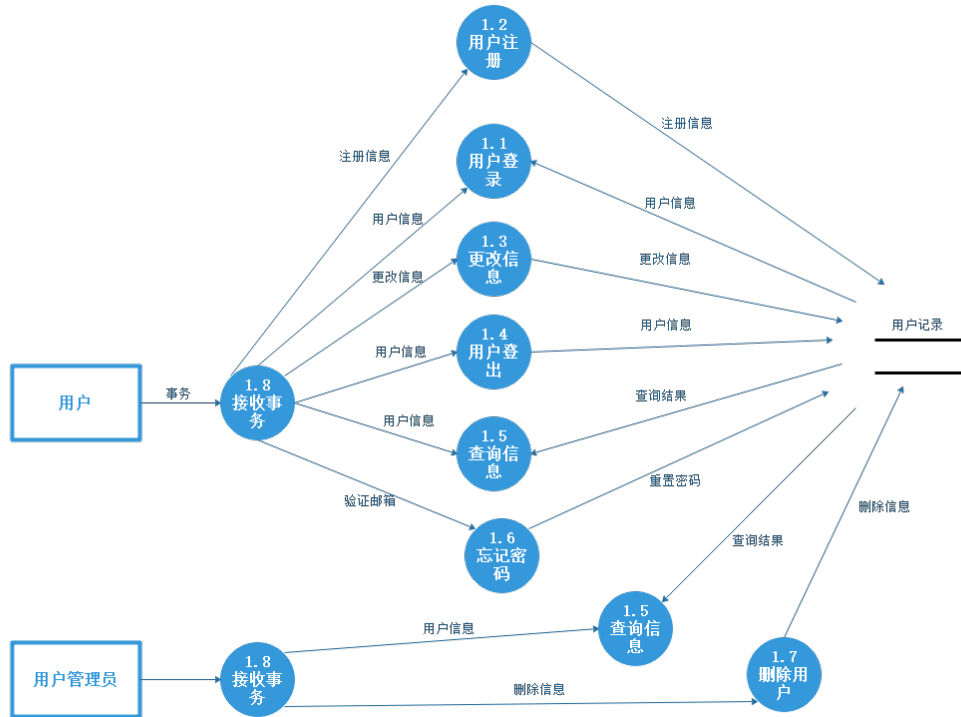 1.2
用户注
册
注册信息
注册信息
1.1
用户登
录
用户信息
用户信息
1.3
更改信
息
更改信息
更改信息
1.4
用户登
出
用户信息
用户信息
用户记录
用户
事务
1.8
接收事
务
用户信息
1.5
查询信
息
查询结果
验证邮箱
重置密码
1.6
忘记密
码
删除信息
查询结果
用户管理员
1.8
接收事
务
用户信息
1.5
查询信
息
删除信息
1.7
删除用
户